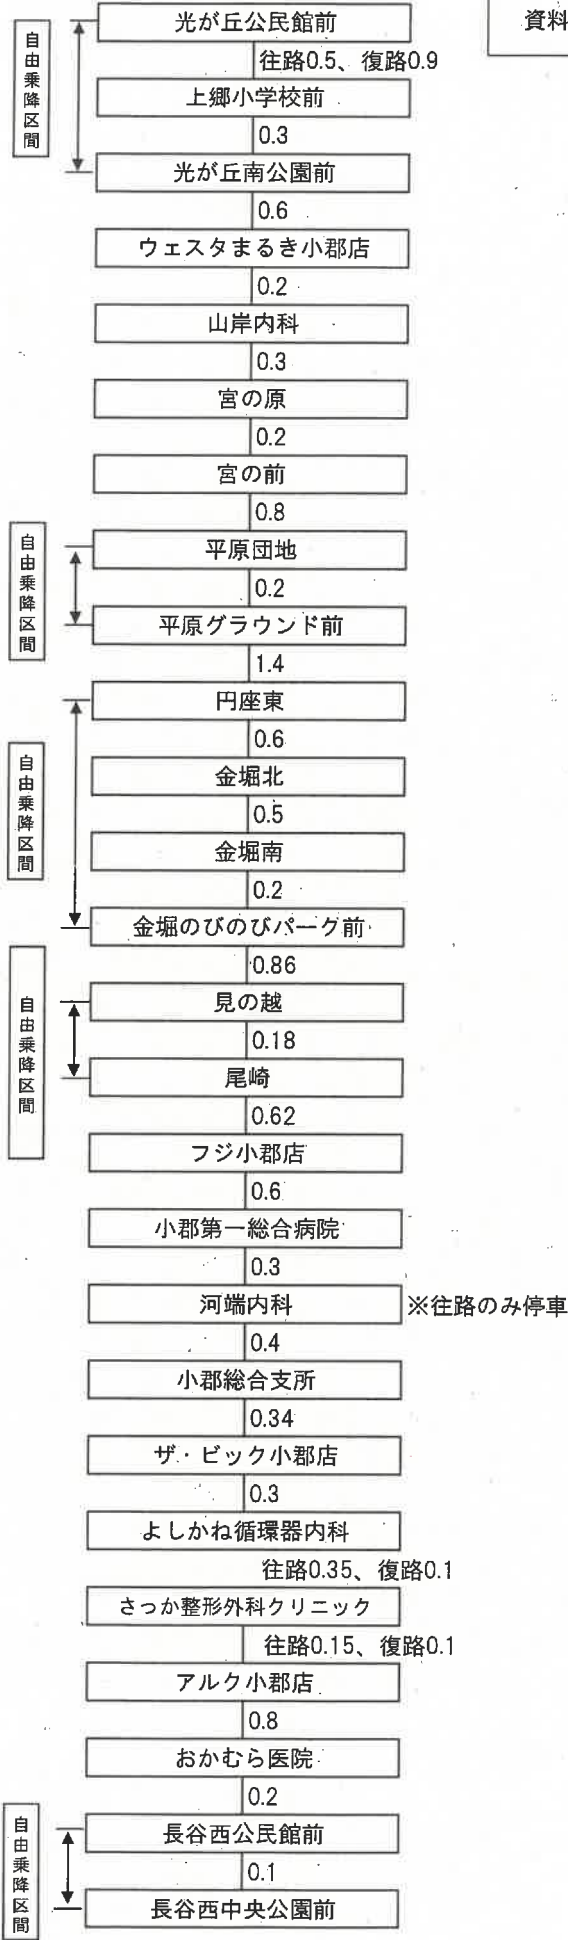 資料
自由乗降区間
光が丘公民館前
往路0.5、復路0.9
上郷小学校前
0.3
光が丘南公園前
0.6
ウェスタまるき小郡店
0.2
山岸内科
0.3
宮の原
0.2
宮の前
0.8
自由乗降区間
平原団地
0.2
平原グラウンド前
1.4
円座東
0.6
自由乗降区間
金堀北
0.5
金堀南
0.2
金堀のびのびパーク前
0.86
自由乗降区間
見の越
0.18
尾崎
0.62
フジ小郡店
0.6
小郡第一総合病院
0.3
河端内科 ※往路のみ停車
0.4
小郡総合支所
0.34
ザ・ビック小郡店
0.3
よしかね循環器内科
往路0.35、復路0.1
さっか整形外科クリニック
往路0.15、復路0.1
アルク小郡店
0.8
おかむら医院
0.2
自由乗降区間
長谷西公民館前
0.1
長谷西中央公園前